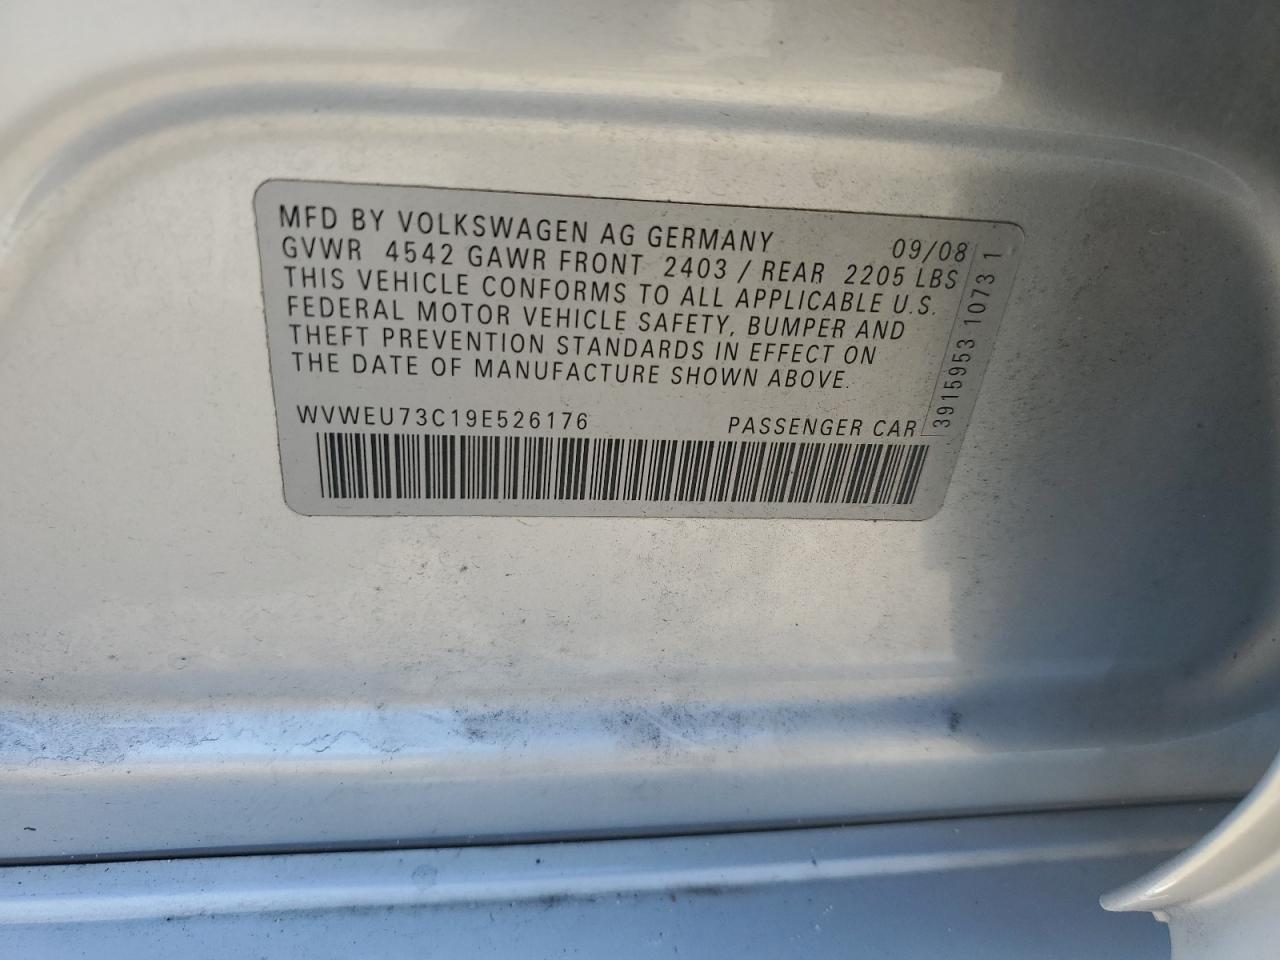 MFD BY VOLKSWAGEN AG GERMANY 09/08
GVWR 4542 GAWR FRONT 2403 / REAR 2205 LBS
THIS VEHICLE CONFORMS TO ALL APPLICABLE U.S.
FEDERAL MOTOR VEHICLE SAFETY, BUMPER AND
THEFT PREVENTION STANDARDS IN EFFECT ON
THE DATE OF MANUFACTURE SHOWN ABOVE.
WVWEU73C19E526176 PASSENGER CAR
3915953 1073 1